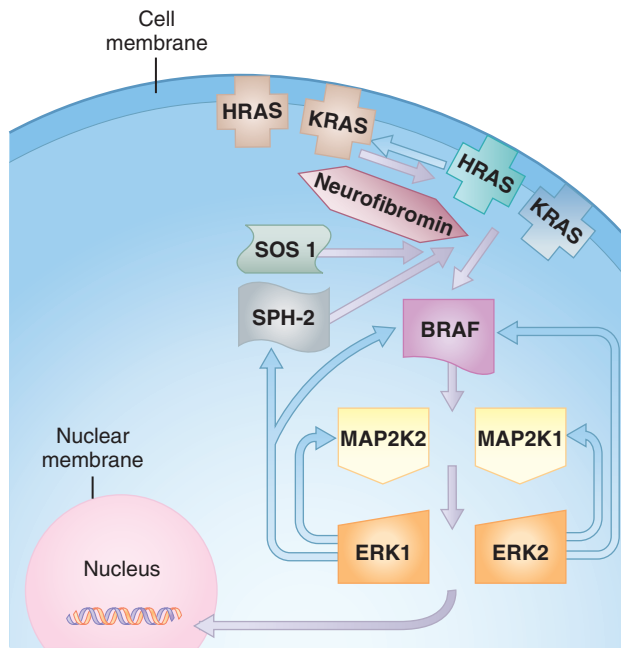 Cell
membrane
HRAS
KRAS
HRAS
KRAS
Neurofibromin
SOS 1
SPH-2
BRAF
MAP2K2
MAP2K1
Nuclear
membrane
ERK1
ERK2
Nucleus